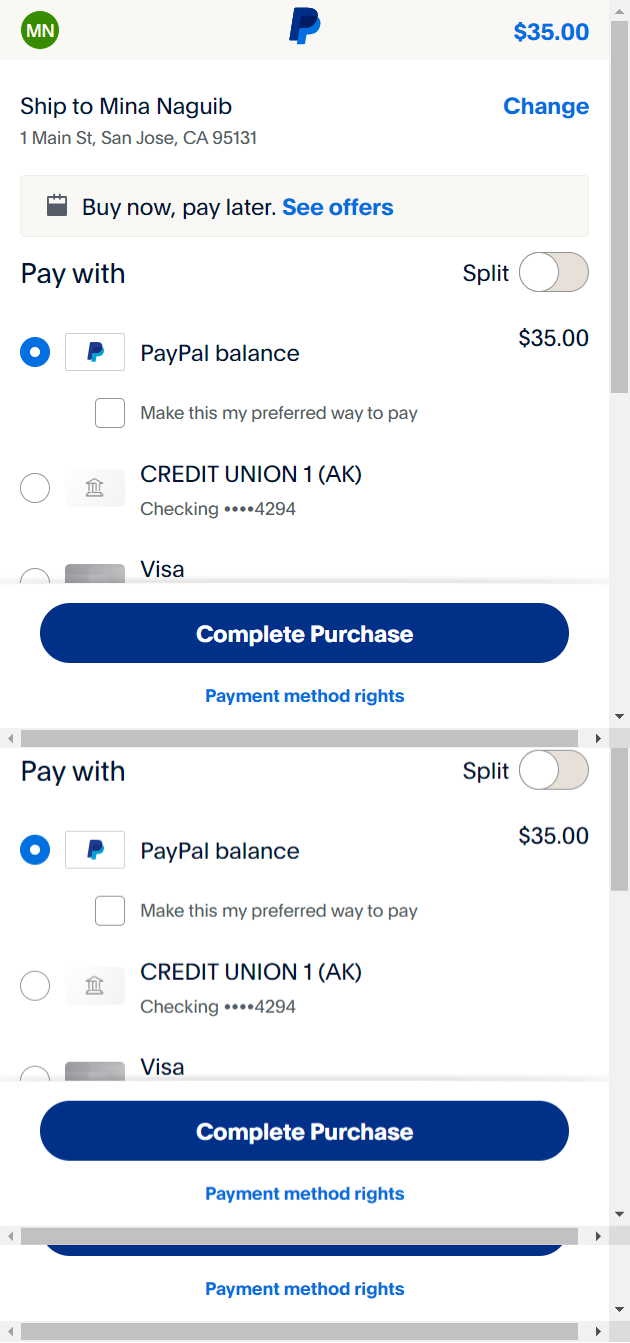 MN
$35.00
Ship to Mina Naguib
Change
1 Main St, San Jose, CA 95131
Buy now, pay later. See offers
Pay with
Split
PayPal balance
$35.00
Make this my preferred way to pay
CREDIT UNION 1 (AK)
Checking ••••4294
Visa
Complete Purchase
Payment method rights
Pay with
Split
PayPal balance
$35.00
Make this my preferred way to pay
CREDIT UNION 1 (AK)
Checking ••••4294
Visa
Complete Purchase
Payment method rights
Payment method rights